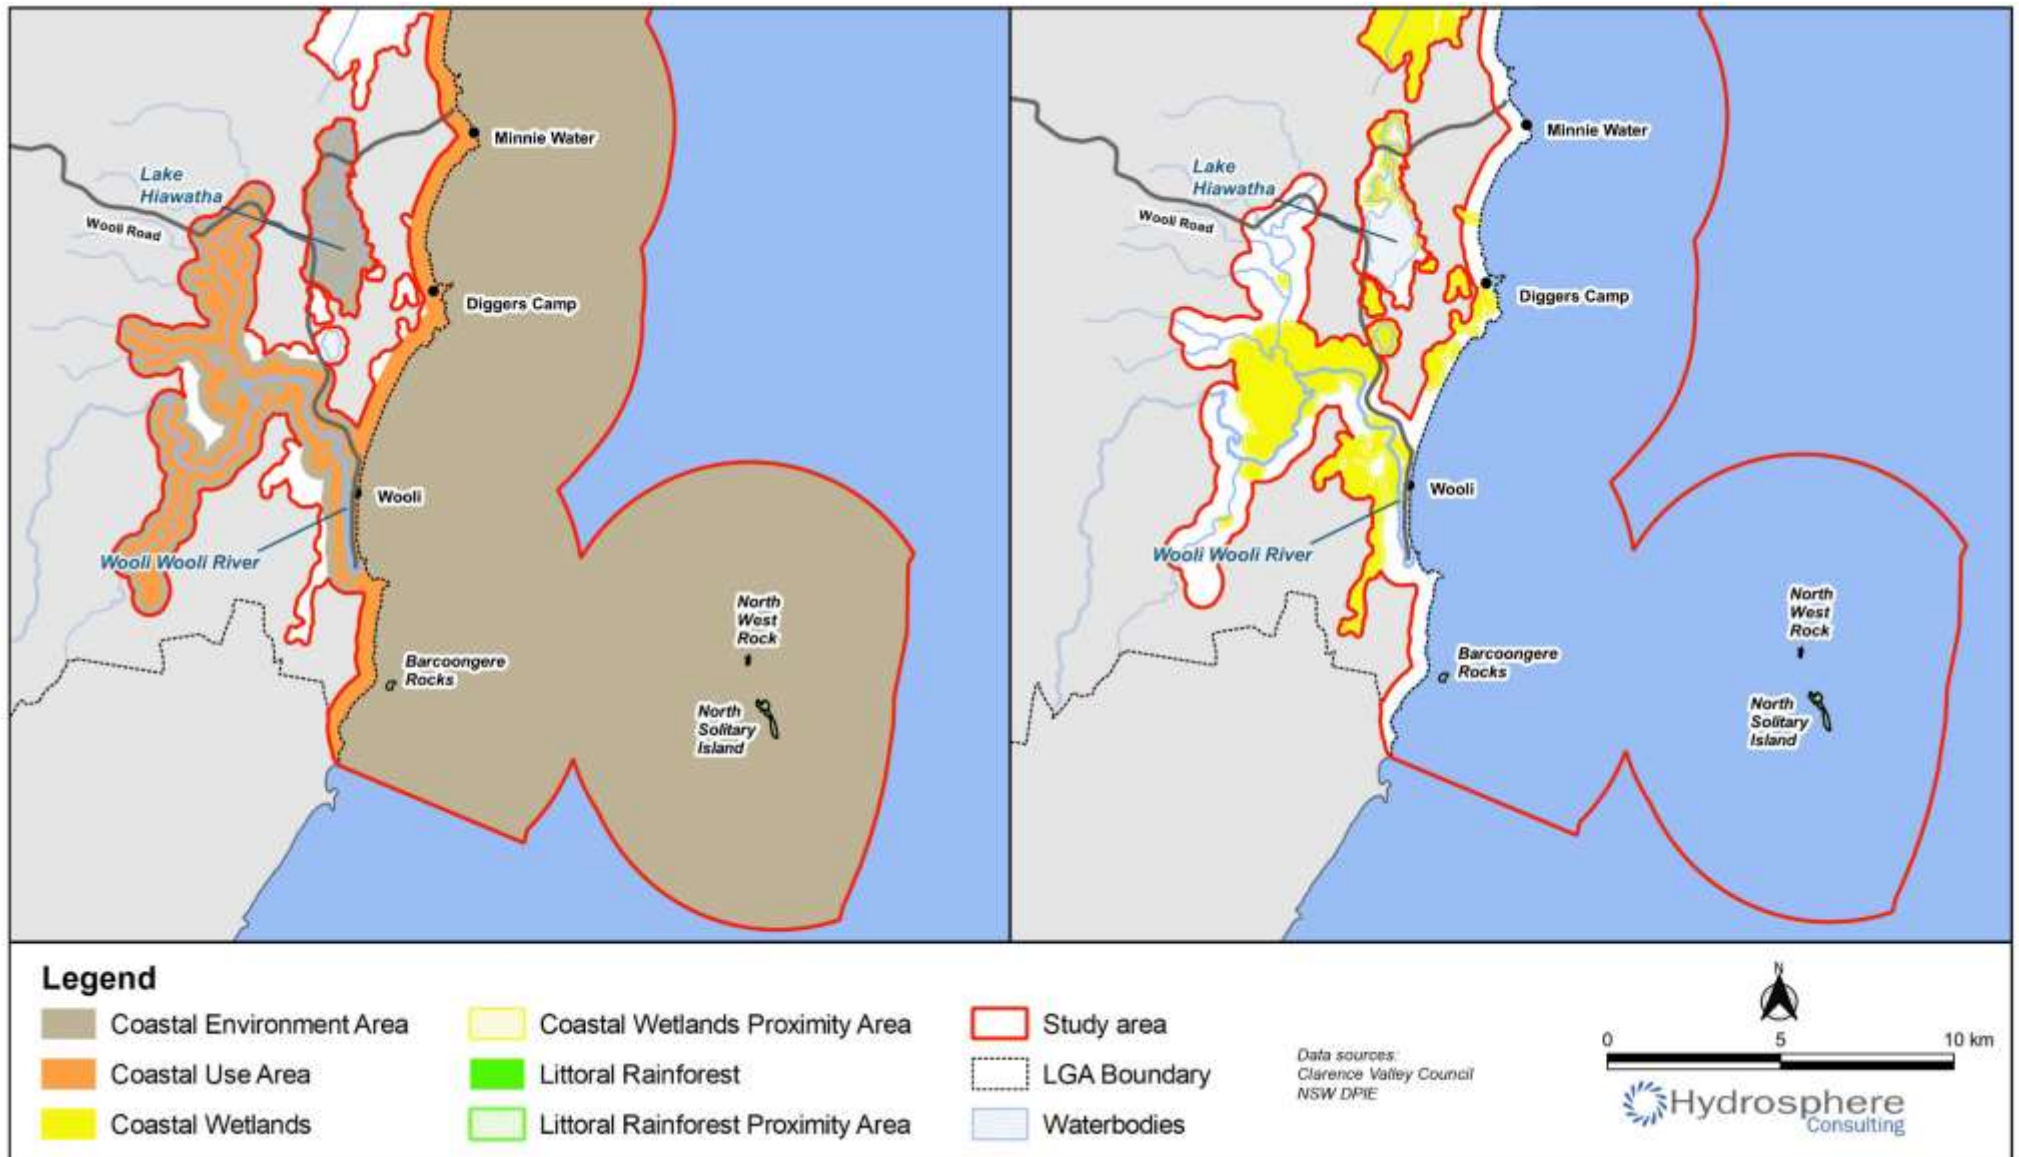 Minnie Water
Lake
Hiawatha
Wooli Road
Diggers Camp
Wooli
Wooli Wooli River
North
West
Rock
Barcoongere
Rocks
North
Solitary
Island
Minnie Water
Lake
Hiawatha
Wooli Road
Diggers Camp
Wooli
Wooli Wooli River
North
West
Rock
Barcoongere
Rocks
North
Solitary
Island
Legend
Coastal Environment Area
Coastal Use Area
Coastal Wetlands
Coastal Wetlands Proximity Area
Littoral Rainforest
Littoral Rainforest Proximity Area
Study area
LGA Boundary
Waterbodies
Data sources:
Clarence Valley Council
NSW DPIE
N
0 5 10 km
Hydrosphere
Consulting